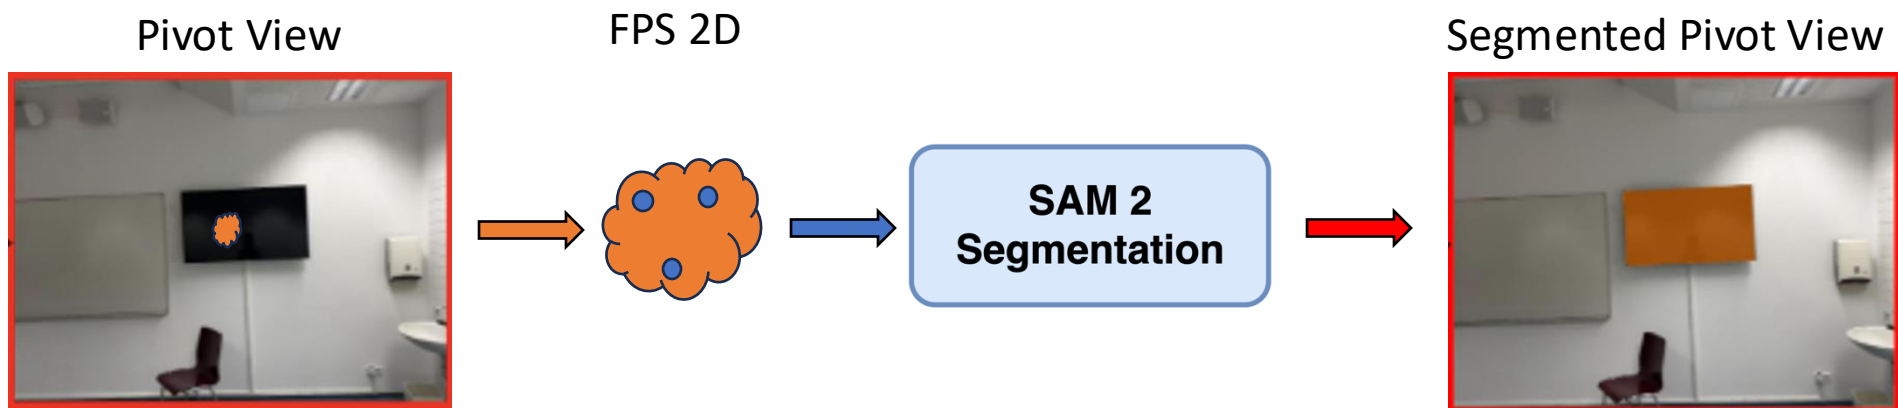 Pivot View
FPS 2D
Segmented Pivot View
SAM 2
Segmentation